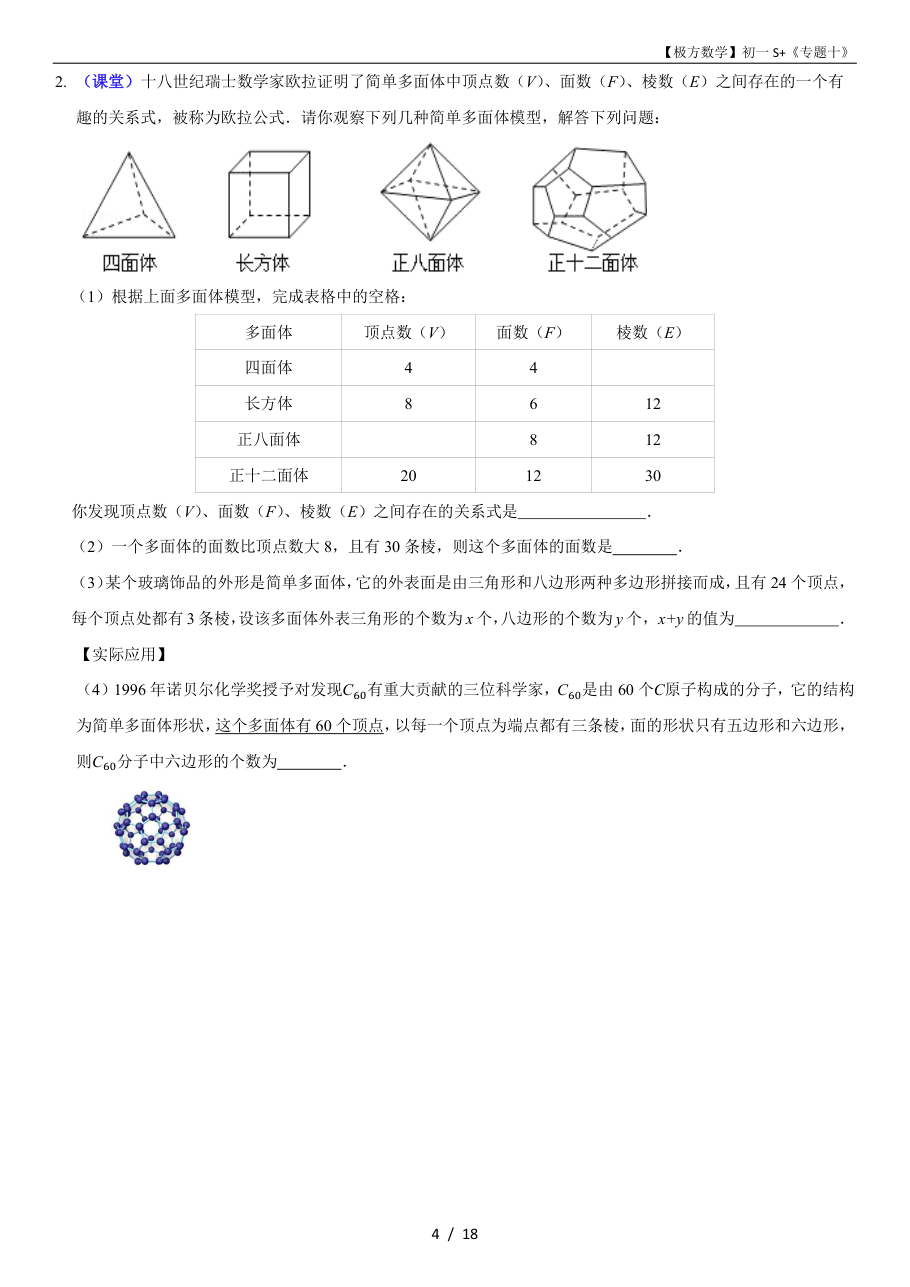 【极方数学】初一 S+《专题十》
2. （课堂）十八世纪瑞士数学家欧拉证明了简单多面体中顶点数（V）、面数（F）、棱数（E）之间存在的一个有
趣的关系式，被称为欧拉公式．请你观察下列几种简单多面体模型，解答下列问题：
四面体 长方体 正八面体 正十二面体
（1）根据上面多面体模型，完成表格中的空格：
多面体 顶点数（V） 面数（F） 棱数（E）
四面体 4 4
长方体 8 6 12
正八面体 8 12
正十二面体 20 12 30
你发现顶点数（V）、面数（F）、棱数（E）之间存在的关系式是________________．
（2）一个多面体的面数比顶点数大 8，且有 30 条棱，则这个多面体的面数是________．
（3）某个玻璃饰品的外形是简单多面体，它的外表面是由三角形和八边形两种多边形拼接而成，且有 24 个顶点，
每个顶点处都有 3 条棱，设该多面体外表三角形的个数为 x 个，八边形的个数为 y 个，x+y 的值为_____________．
【实际应用】
（4）1996 年诺贝尔化学奖授予对发现C₆₀有重大贡献的三位科学家，C₆₀是由 60 个C原子构成的分子，它的结构
为简单多面体形状，这个多面体有 60 个顶点，以每一个顶点为端点都有三条棱，面的形状只有五边形和六边形，
则C₆₀分子中六边形的个数为________．
4 / 18